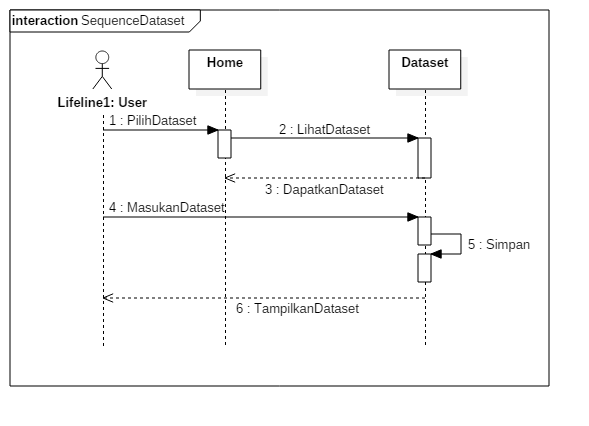 interaction SequenceDataset
Home
Dataset
Lifeline1: User
1 : PilihDataset
2 : LihatDataset
3 : DapatkanDataset
4 : MasukanDataset
5 : Simpan
6 : TampilkanDataset